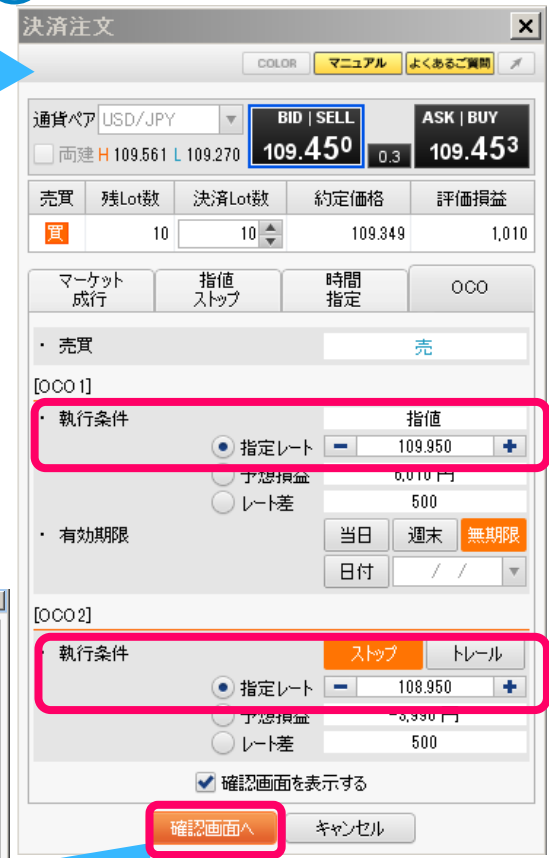 決済注文
COLOR マニュアル よくあるご質問
通貨ペア USD/JPY BID | SELL ASK | BUY
両建 H 109.561 L 109.270 109.450 0.3 109.453
売買 残Lot数 決済Lot数 約定価格 評価損益
買 10 10 109.349 1,010
マーケット
成行
指値
ストップ
時間
指定
OCO
・ 売買 売
[OCO1]
・ 執行条件 指値
指定レート - 109.950 +
予想損益 6,010 円
レート差 500
・ 有効期限 当日 週末 無期限
日付 / /
[OCO2]
・ 執行条件 ストップ トレール
指定レート - 108.950 +
予想損益 -3,990 円
レート差 500
確認画面を表示する
確認画面へ キャンセル